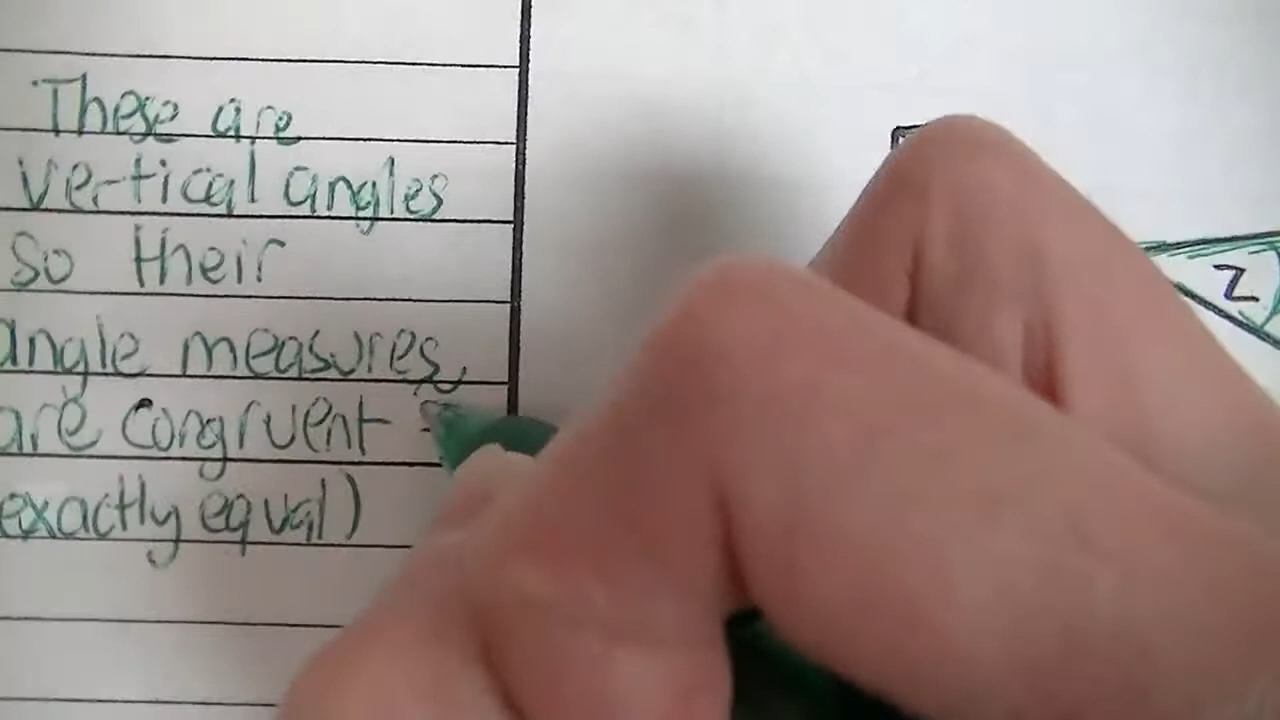 These are
vertical angles
so their
angle measures
are congruent ≅
exactly equal)
Z